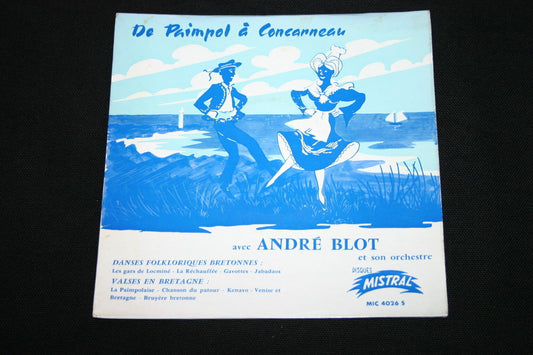 De Paimpol à Concarneau
avec ANDRÉ BLOT
et son orchestre
DANSES FOLKLORIQUES BRETONNES :
Les gars de Locminé - La Réchauffée - Gavottes - Jabadaos
VALSES EN BRETAGNE :
La Paimpolaise - Chanson du patour - Kenavo - Venise et
Bretagne - Bruyère bretonne
DISQUES
MISTRAL
MIC 4026 S